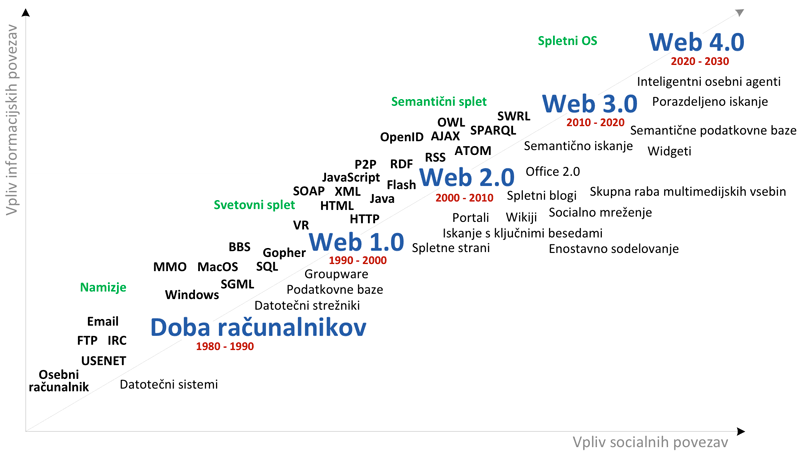 Vpliv informacijskih povezav
Spletni OS
Web 4.0
2020 - 2030
Inteligentni osebni agenti
Semantični splet
Web 3.0
Porazdeljeno iskanje
2010 - 2020
SWRL
OWL
SPARQL
Semantične podatkovne baze
OpenID
AJAX
Semantično iskanje
Widgeti
ATOM
RSS
P2P
RDF
Office 2.0
JavaScript
Web 2.0
Flash
SOAP
XML
Skupna raba multimedijskih vsebin
Java
2000 - 2010
Spletni blogi
Svetovni splet
HTML
HTTP
Portali
Wikiji
Socialno mreženje
VR
Iskanje s ključnimi besedami
Web 1.0
BBS
Spletne strani
Enostavno sodelovanje
Gopher
1990 - 2000
MMO
MacOS
SQL
Groupware
Namizje
SGML
Podatkovne baze
Windows
Datotečni strežniki
Email
Doba računalnikov
FTP
IRC
1980 - 1990
USENET
Osebni
računalnik
Datotečni sistemi
Vpliv socialnih povezav